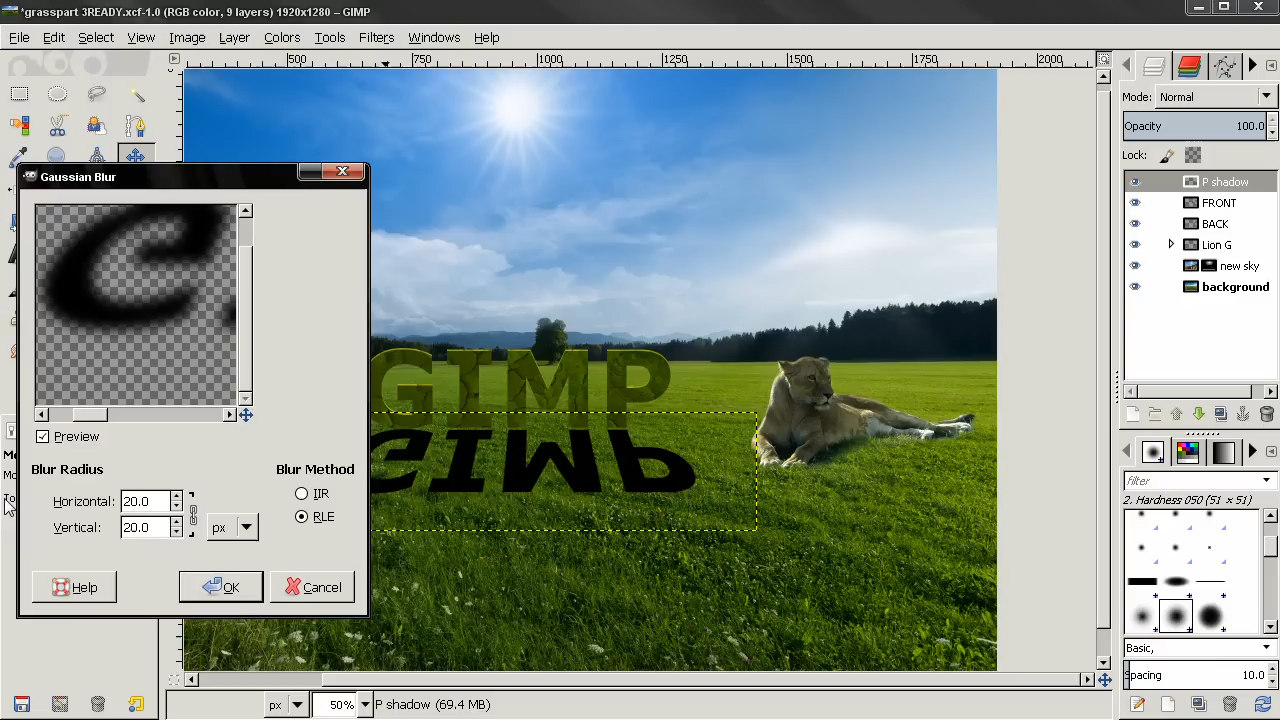 *grasspart 3READY.xcf-1.0 (RGB color, 9 layers) 1920x1280 – GIMP
File Edit Select View Image Layer Colors Tools Filters Windows Help
500 750 1000 1250 1500 1750 2000
Mode: Normal
Opacity 100.0
Lock:
P shadow
FRONT
BACK
Lion G
new sky
background
Gaussian Blur
Preview
Blur Radius
Horizontal: 20.0
Vertical: 20.0 px
Blur Method
IIR
RLE
Help OK Cancel
GIMP
GIMP
filter
2. Hardness 050 (51 × 51)
Basic,
Spacing 10.0
px 50% P shadow (69.4 MB)